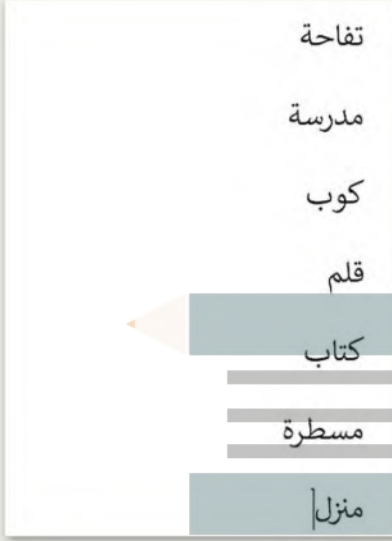 تفاحة
مدرسة
كوب
قلم
كتاب
مسطرة
منزل